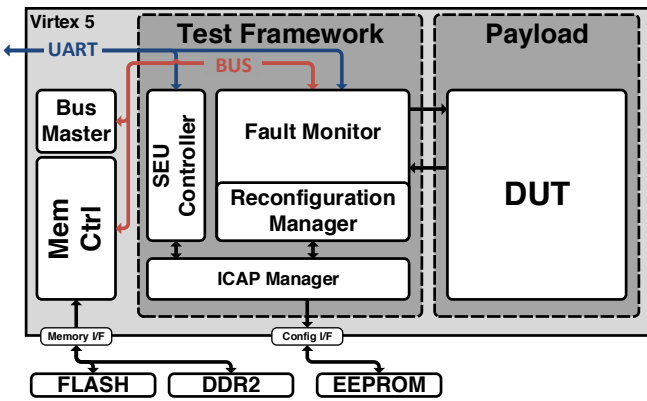 Virtex 5
Test Framework
Payload
UART
BUS
Bus
Master
SEU
Controller
Fault Monitor
DUT
Mem
Ctrl
Reconfiguration
Manager
ICAP Manager
Memory I/F
Config I/F
FLASH
DDR2
EEPROM